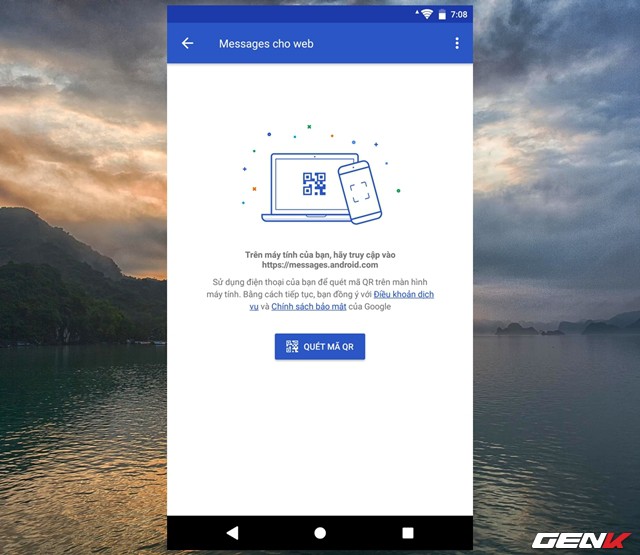 7:08
Messages cho web
Trên máy tính của bạn, hãy truy cập vào
https://messages.android.com
Sử dụng điện thoại của bạn để quét mã QR trên màn hình
máy tính. Bằng cách tiếp tục, bạn đồng ý với Điều khoản dịch
vụ và Chính sách bảo mật của Google
QUÉT MÃ QR
GENK